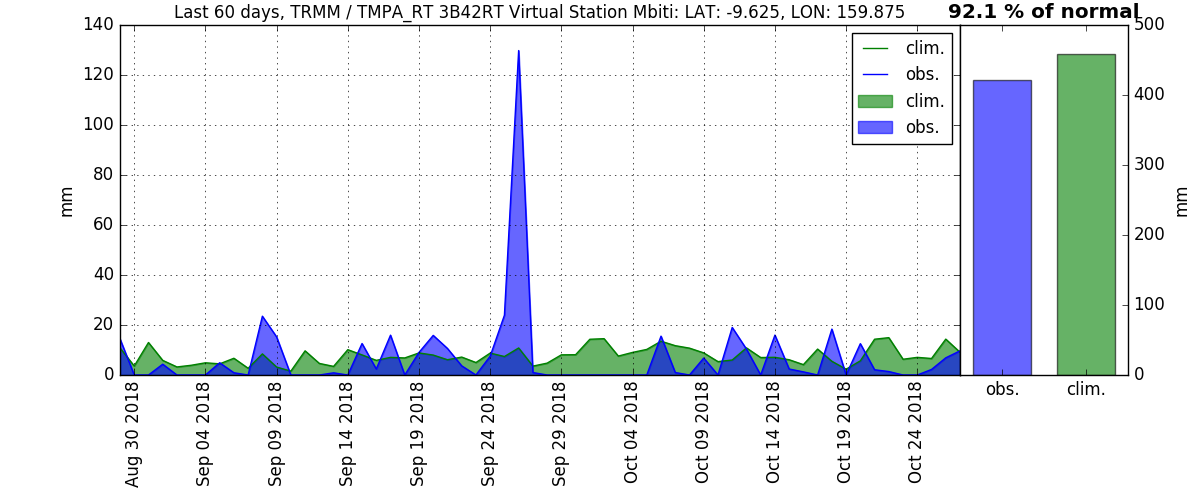 Last 60 days, TRMM / TMPA_RT 3B42RT Virtual Station Mbiti: LAT: -9.625, LON: 159.875
92.1 % of normal
140
120
100
80
60
40
20
0
mm
clim.
obs.
clim.
obs.
500
400
300
200
100
0
mm
obs.
clim.
Aug 30 2018
Sep 04 2018
Sep 09 2018
Sep 14 2018
Sep 19 2018
Sep 24 2018
Sep 29 2018
Oct 04 2018
Oct 09 2018
Oct 14 2018
Oct 19 2018
Oct 24 2018